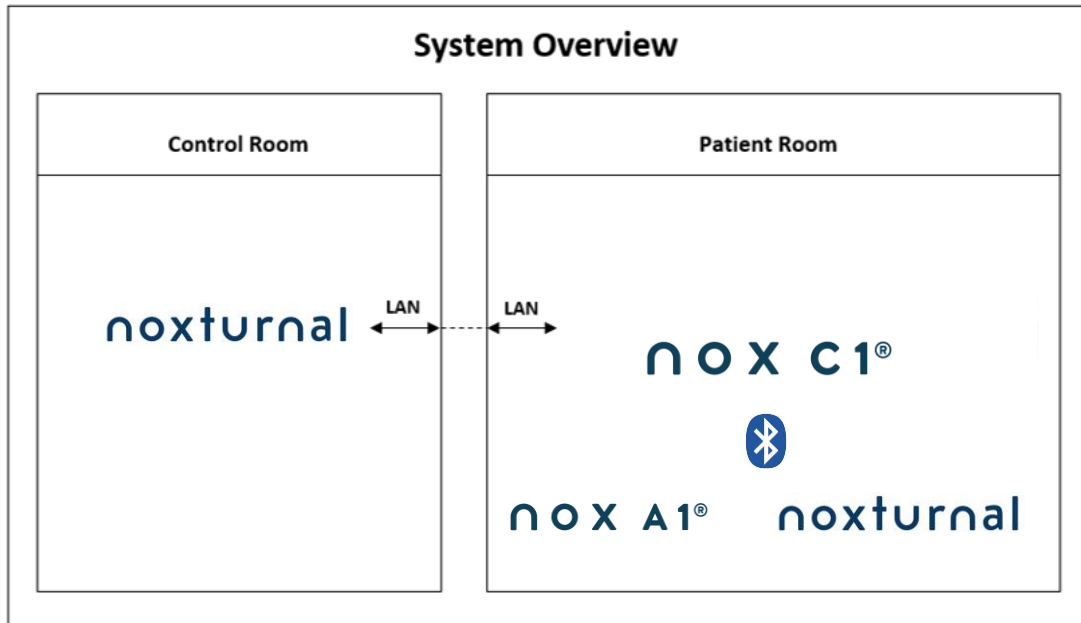 System Overview
Control Room
Patient Room
noxturnal
LAN
LAN
nox C1®
nox A1®
noxturnal